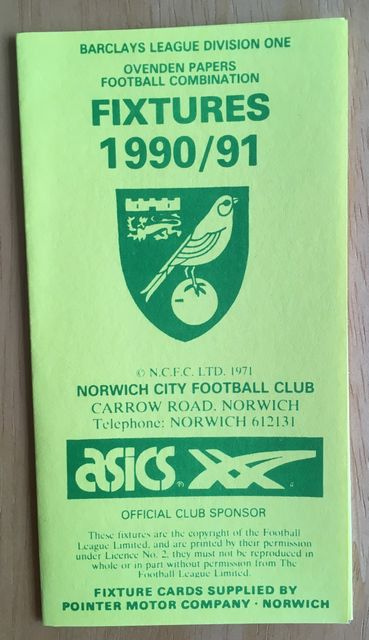 BARCLAYS LEAGUE DIVISION ONE
OVENDEN PAPERS
FOOTBALL COMBINATION
FIXTURES
1990/91
© N.C.F.C. LTD. 1971
NORWICH CITY FOOTBALL CLUB
CARROW ROAD, NORWICH
Telephone: NORWICH 612131
asics
OFFICIAL CLUB SPONSOR
These fixtures are the copyright of the Football
League Limited, and are printed by their permission
under Licence No. 2, they must not be reproduced in
whole or in part without permission from The
Football League Limited.
FIXTURE CARDS SUPPLIED BY
POINTER MOTOR COMPANY · NORWICH